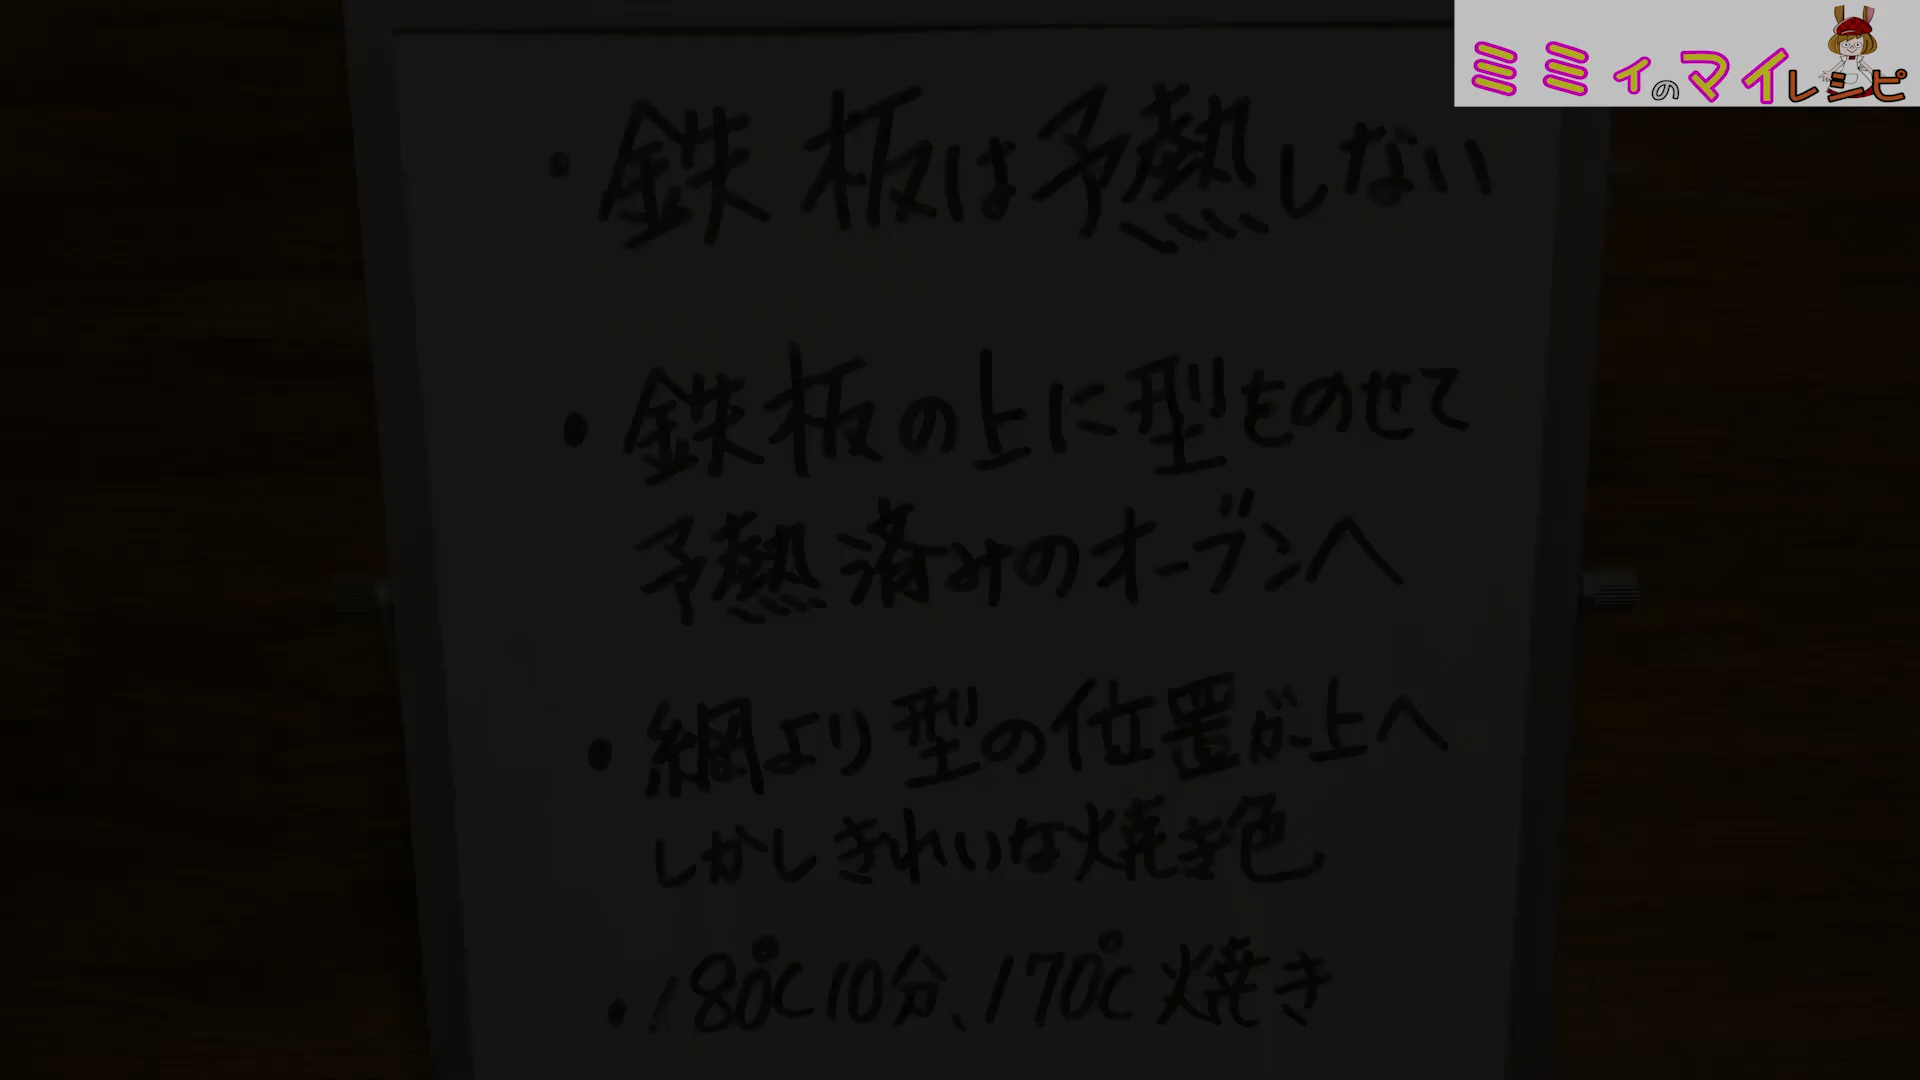 ミミィのマイレシピ
・鉄板は予熱しない
・鉄板の上に型をのせて
予熱済みのオーブンへ
・網より型の位置が上へ
しかしきれいな焼き色
・180℃10分、170℃焼き